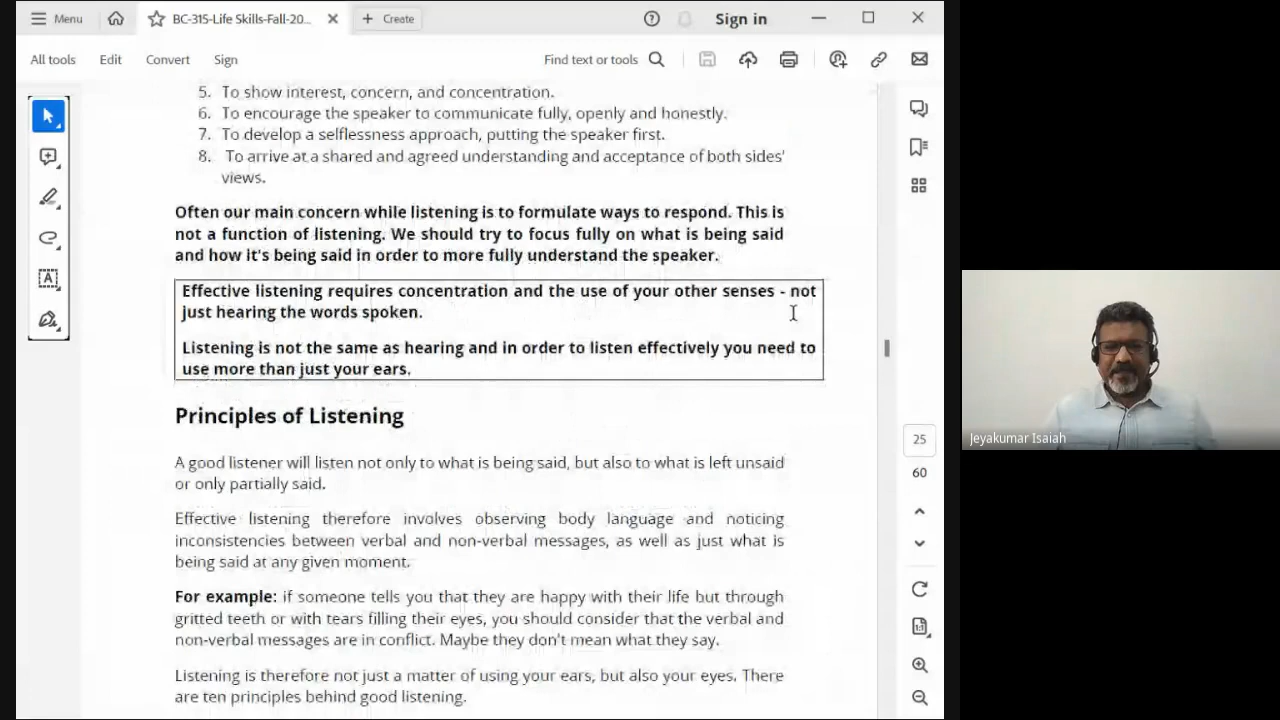 Menu
BC-315-Life Skills-Fall-20...
Create
Sign in
All tools
Edit
Convert
Sign
Find text or tools
5. To show interest, concern, and concentration.
6. To encourage the speaker to communicate fully, openly and honestly.
7. To develop a selflessness approach, putting the speaker first.
8. To arrive at a shared and agreed understanding and acceptance of both sides'
views.
Often our main concern while listening is to formulate ways to respond. This is
not a function of listening. We should try to focus fully on what is being said
and how it's being said in order to more fully understand the speaker.
Effective listening requires concentration and the use of your other senses - not
just hearing the words spoken.
Listening is not the same as hearing and in order to listen effectively you need to
use more than just your ears.
Principles of Listening
A good listener will listen not only to what is being said, but also to what is left unsaid
or only partially said.
Effective listening therefore involves observing body language and noticing
inconsistencies between verbal and non-verbal messages, as well as just what is
being said at any given moment.
For example: if someone tells you that they are happy with their life but through
gritted teeth or with tears filling their eyes, you should consider that the verbal and
non-verbal messages are in conflict. Maybe they don't mean what they say.
Listening is therefore not just a matter of using your ears, but also your eyes. There
are ten principles behind good listening.
25
60
Jeyakumar Isaiah